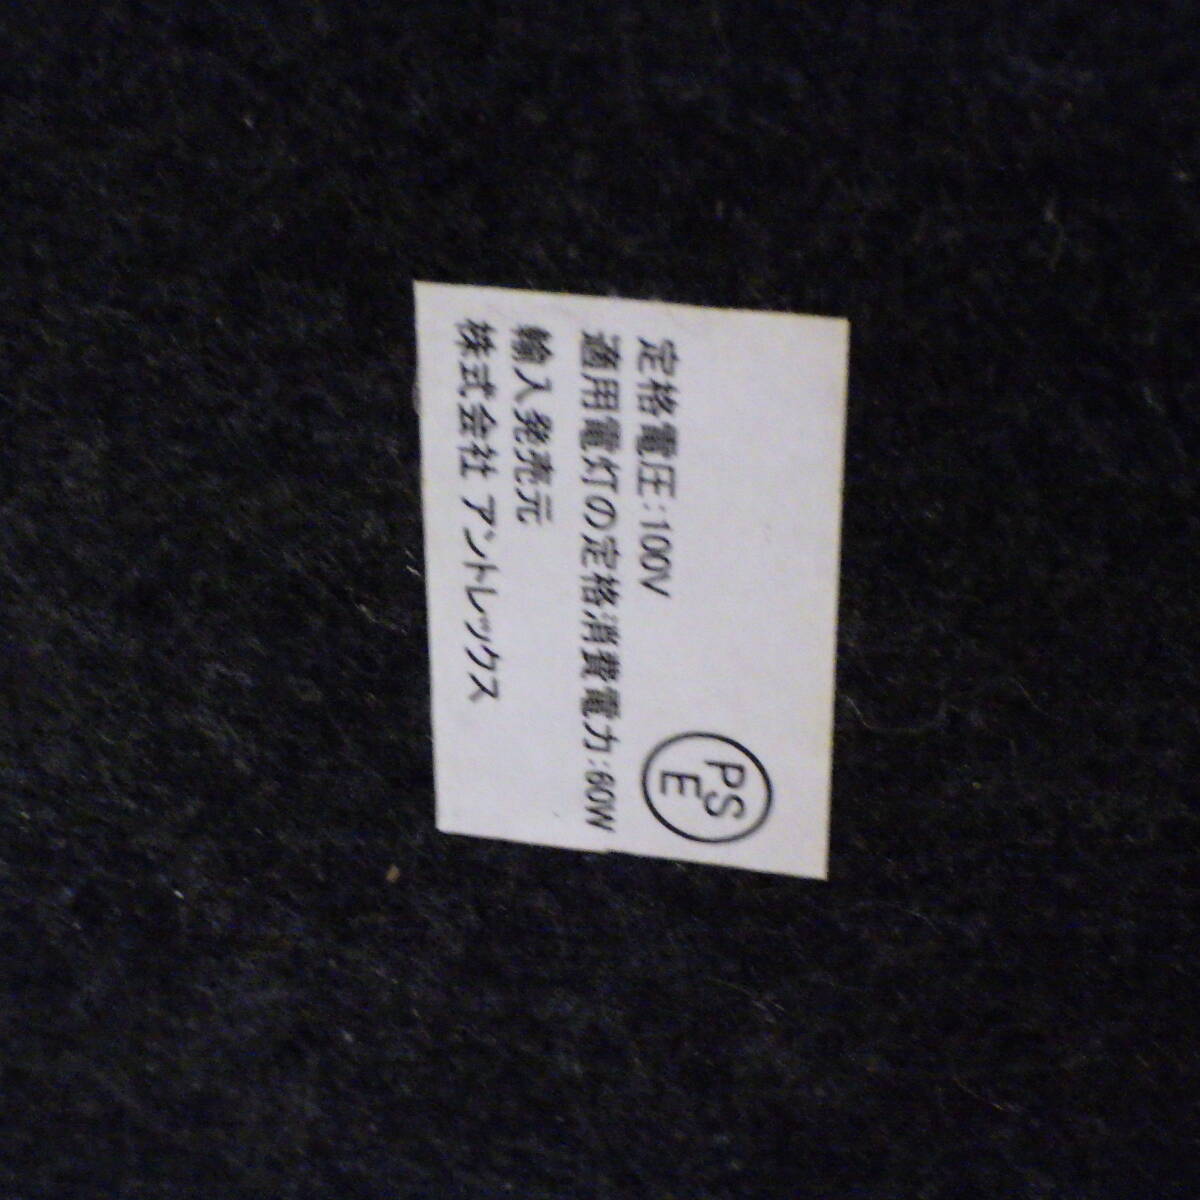 PSE
定格電圧:100V
適用電灯の定格消費電力:60W
輸入発売元
株式会社 アントレックス